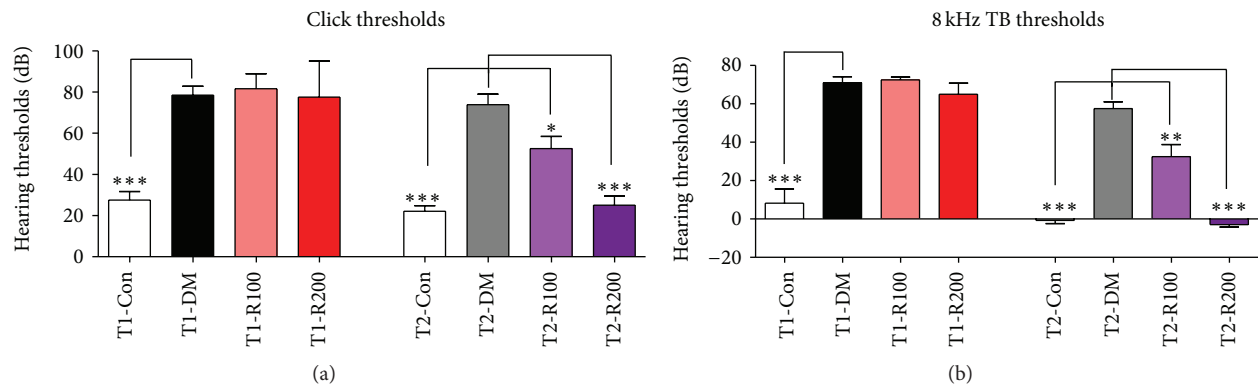 Click thresholds
Hearing thresholds (dB)
100
80
60
40
20
0
***
***
*
***
T1-Con
T1-DM
T1-R100
T1-R200
T2-Con
T2-DM
T2-R100
T2-R200
(a)
8 kHz TB thresholds
Hearing thresholds (dB)
80
60
40
20
0
−20
***
***
**
***
T1-Con
T1-DM
T1-R100
T1-R200
T2-Con
T2-DM
T2-R100
T2-R200
(b)